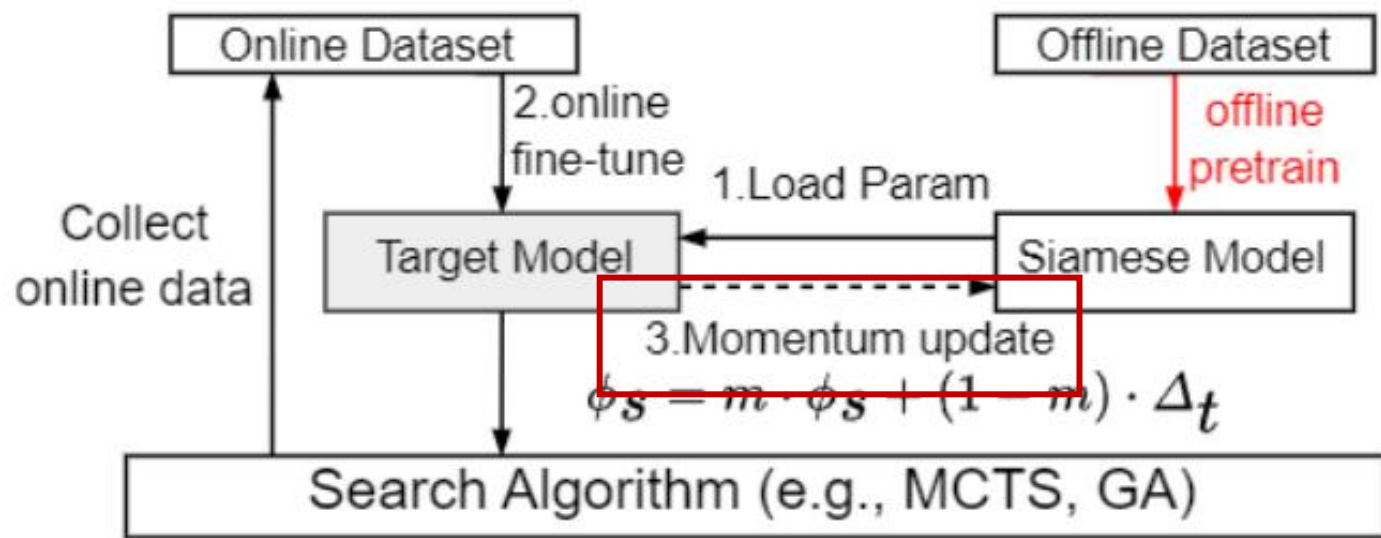 Online Dataset
Offline Dataset
2.online
fine-tune
offline
pretrain
1.Load Param
Collect
online data
Target Model
Siamese Model
3.Momentum update
ϕs = m · ϕs + (1 − m) · Δt
Search Algorithm (e.g., MCTS, GA)